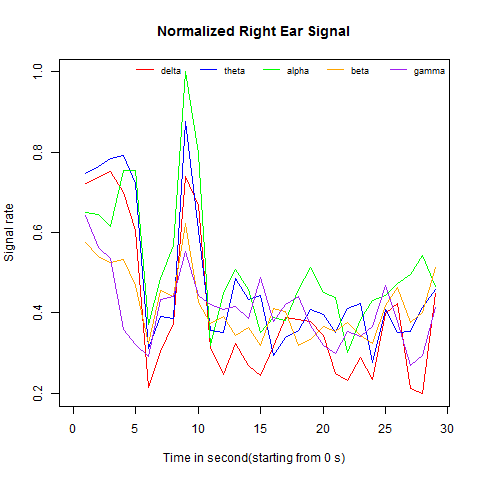 Normalized Right Ear Signal
delta theta alpha beta gamma
1.0
0.8
0.6
0.4
0.2
Signal rate
0 5 10 15 20 25 30
Time in second(starting from 0 s)